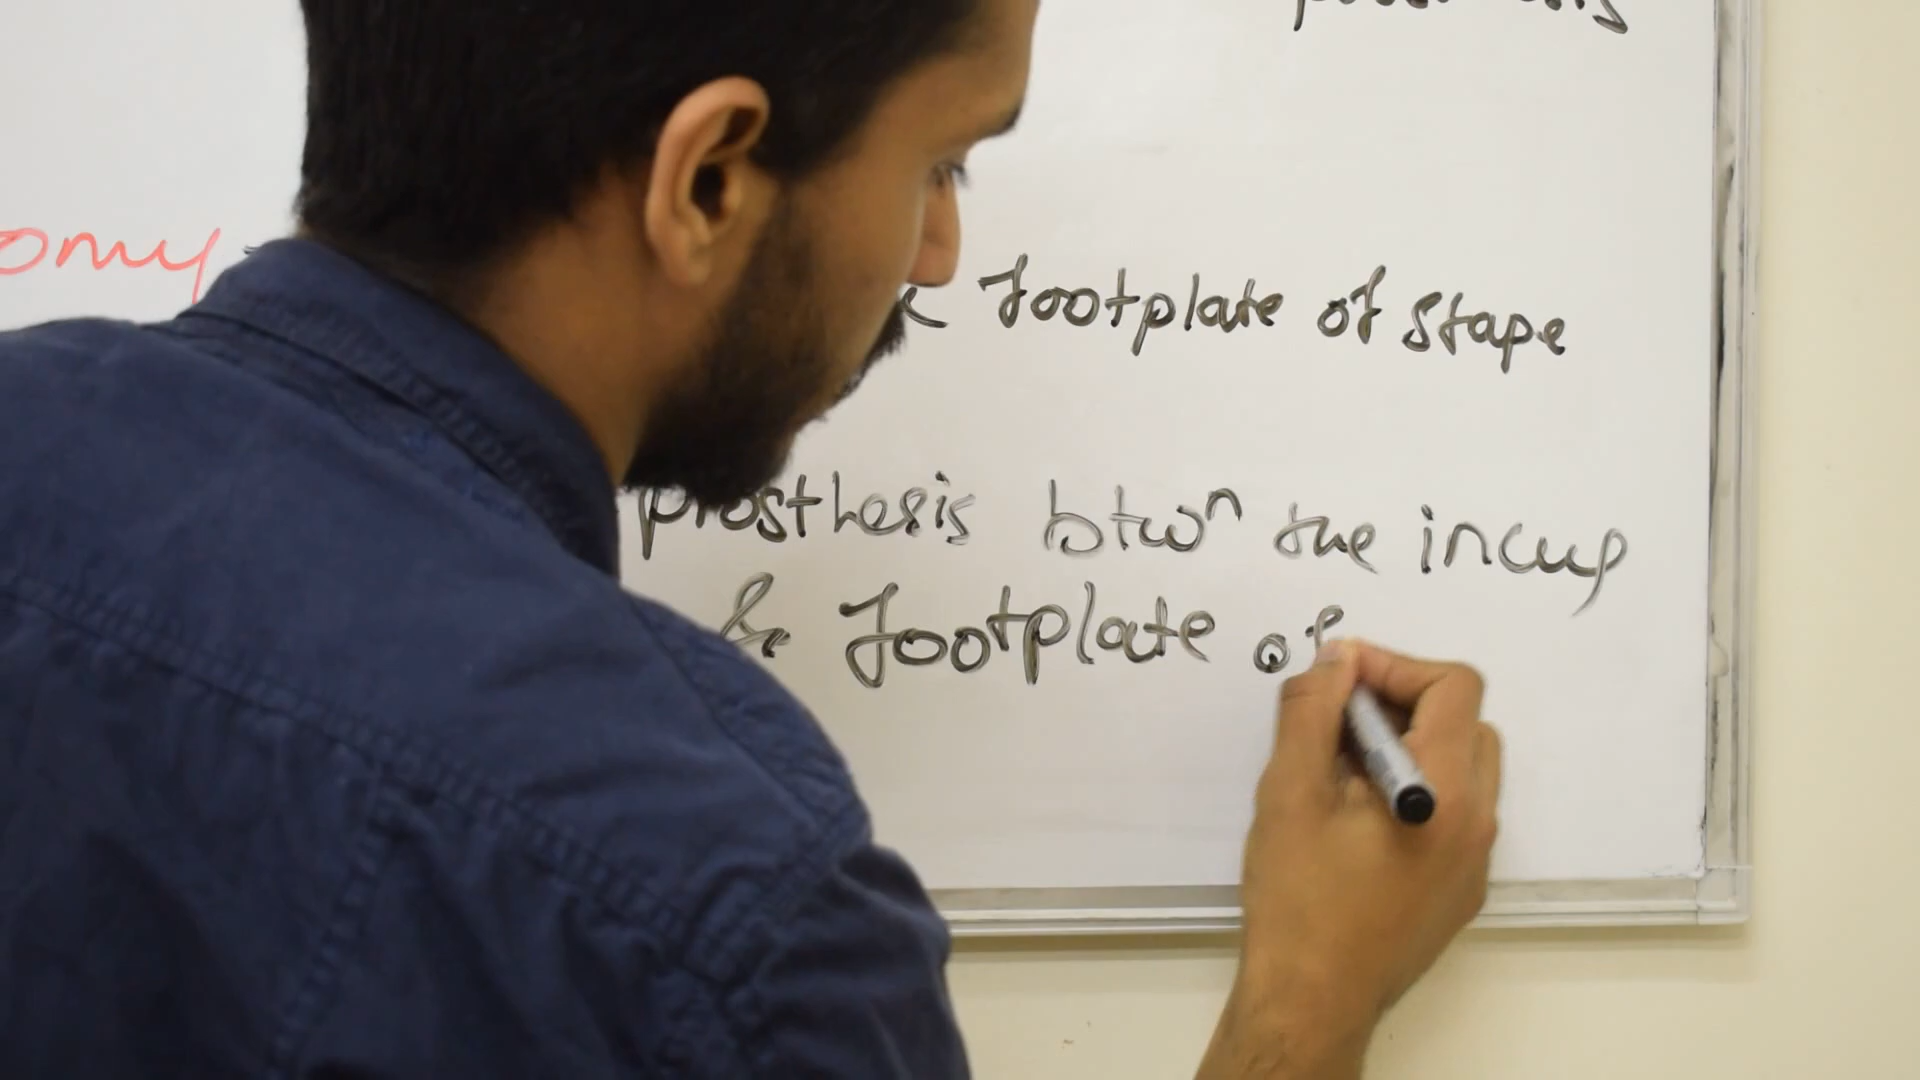 omy
footplate of stape
prosthesis btwn the incus
& footplate of